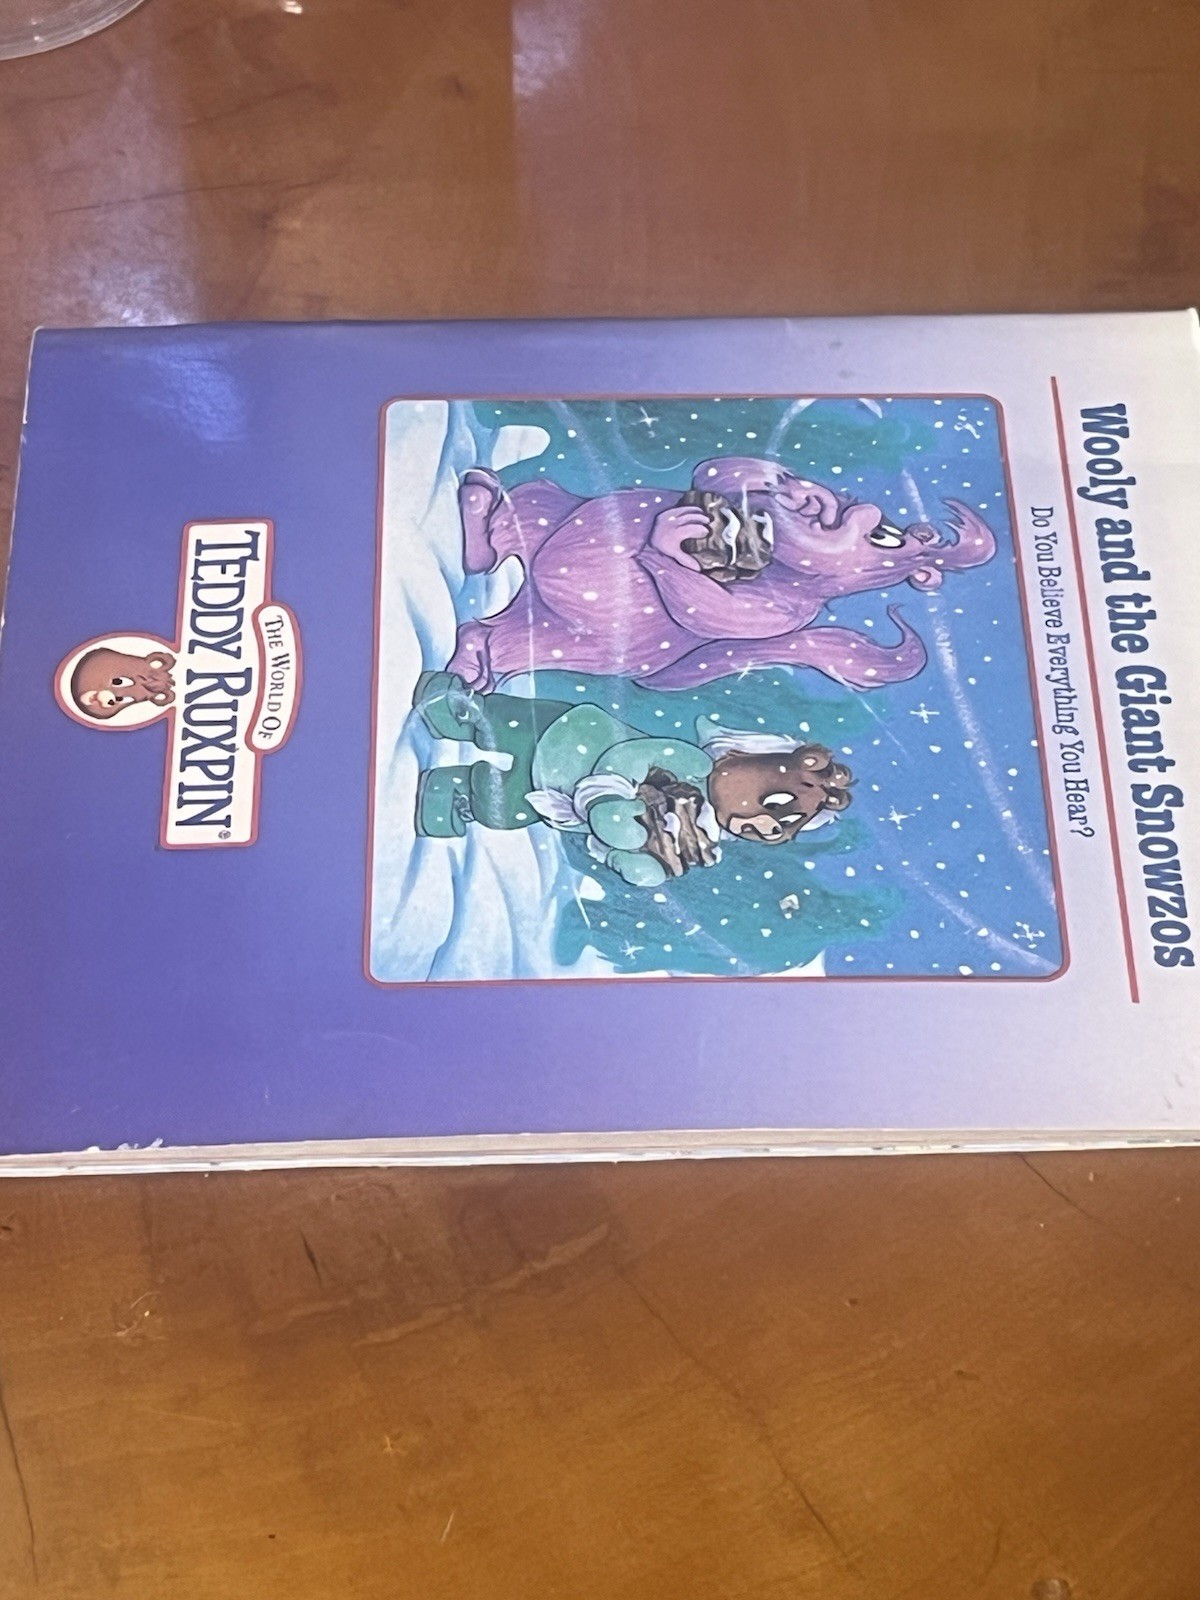 Wooly and the Giant Snowzos
Do You Believe Everything You Hear?
THE WORLD OF
TEDDY RUXPIN®